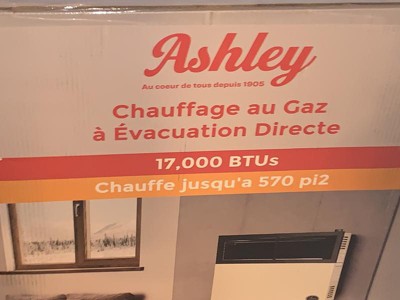 Ashley
Au coeur de tous depuis 1905
Chauffage au Gaz
à Évacuation Directe
17,000 BTUs
Chauffe jusqu'a 570 pi2